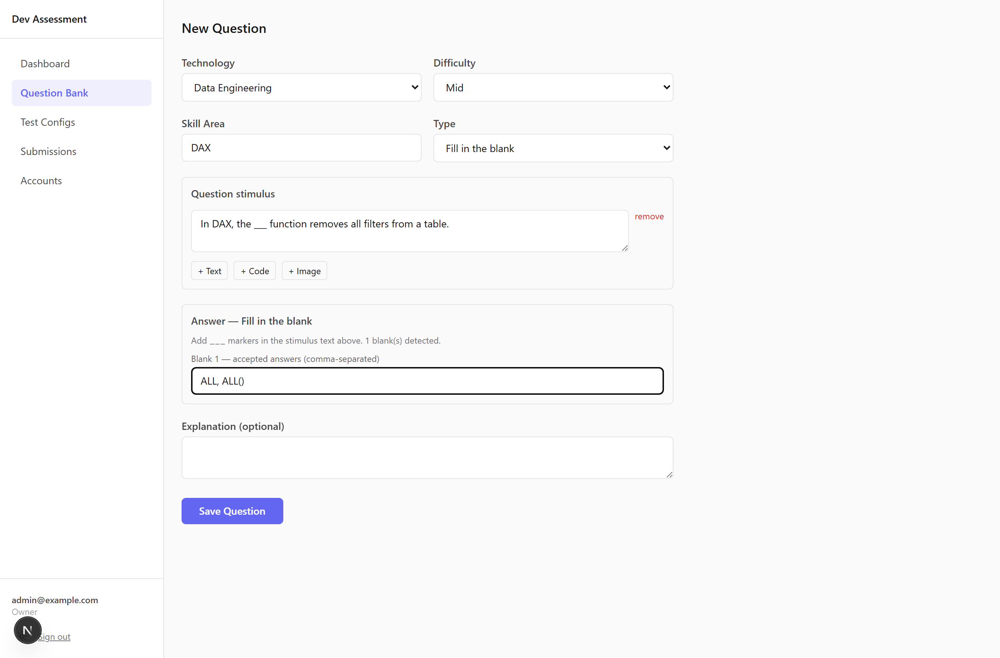 Dev Assessment
Dashboard
Question Bank
Test Configs
Submissions
Accounts
admin@example.com
Owner
N
Sign out
New Question
Technology
Difficulty
Data Engineering
Mid
Skill Area
Type
DAX
Fill in the blank
Question stimulus
In DAX, the ___ function removes all filters from a table.
remove
+ Text
+ Code
+ Image
Answer — Fill in the blank
Add ___ markers in the stimulus text above. 1 blank(s) detected.
Blank 1 — accepted answers (comma-separated)
ALL, ALL()
Explanation (optional)
Save Question